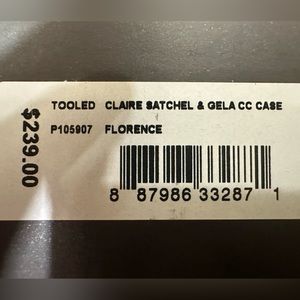 TOOLED CLAIRE SATCHEL & GELA CC CASE
P105907 FLORENCE
$239.00
8 87986 33287 1